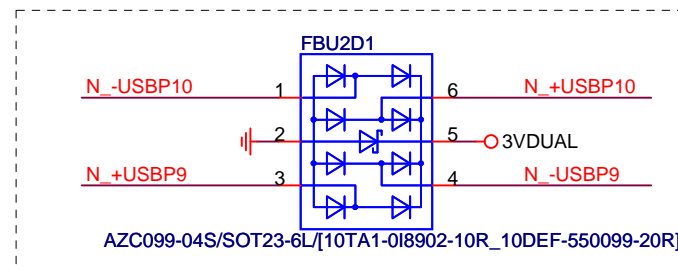 FBU2D1
N_-USBP10 1 6 N_+USBP10
2 5 3VDUAL
N_+USBP9 3 4 N_-USBP9
AZC099-04S/SOT23-6L/[10TA1-0I8902-10R_10DEF-550099-20R]